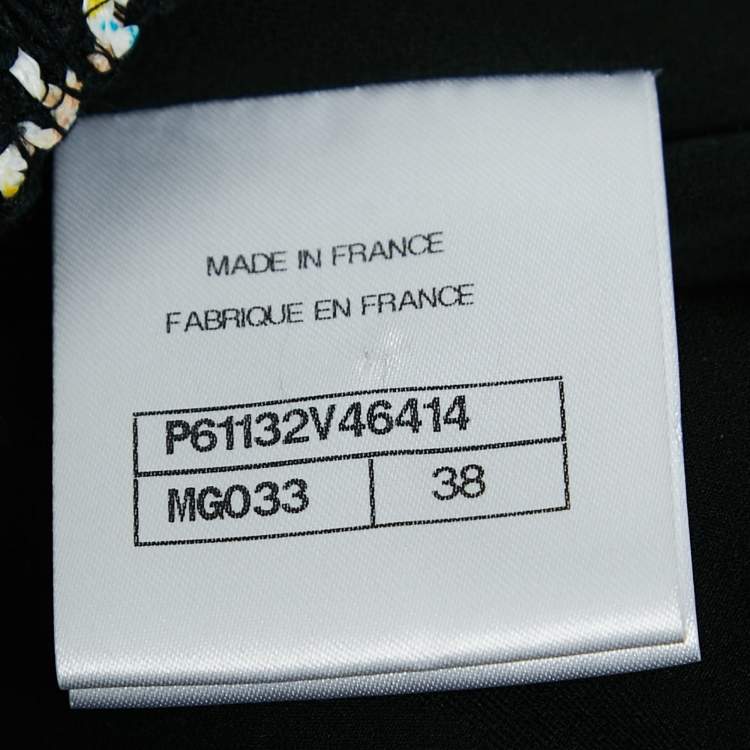 MADE IN FRANCE
FABRIQUE EN FRANCE
P61132V46414
MG033 38